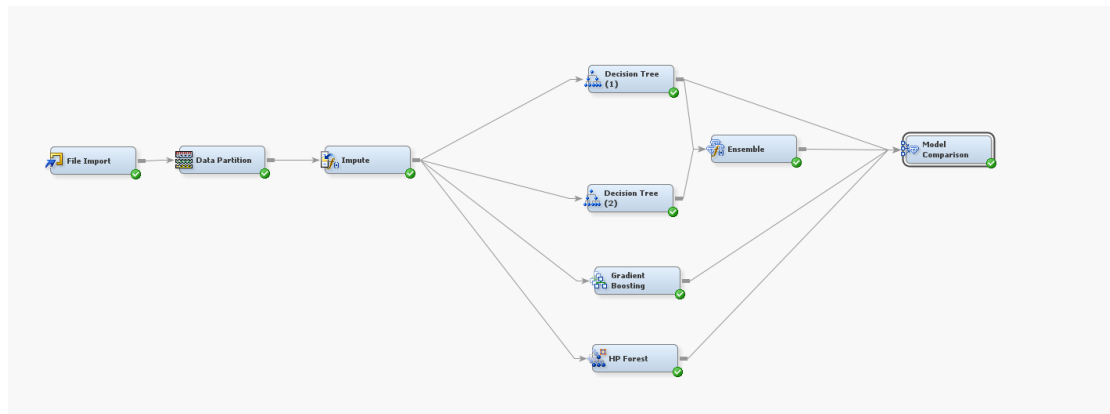 File Import
Data Partition
Impute
Decision Tree
(1)
Decision Tree
(2)
Gradient
Boosting
HP Forest
Ensemble
Model
Comparison